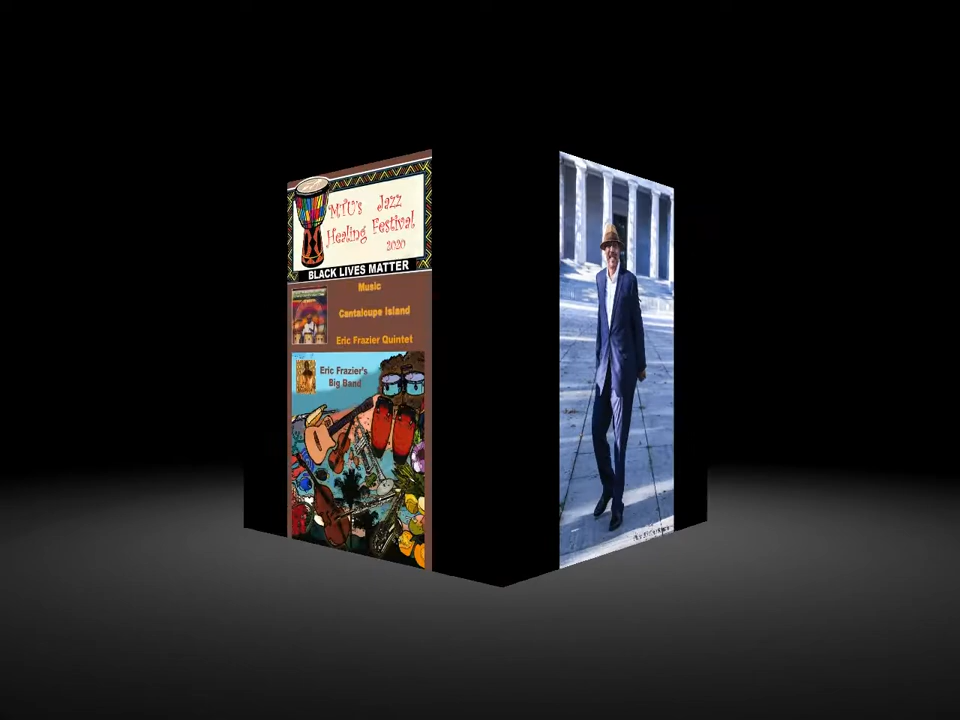 MTU's Jazz
Healing Festival
2020
BLACK LIVES MATTER
Music
Cantaloupe Island
Eric Frazier Quintet
Eric Frazier's
Big Band